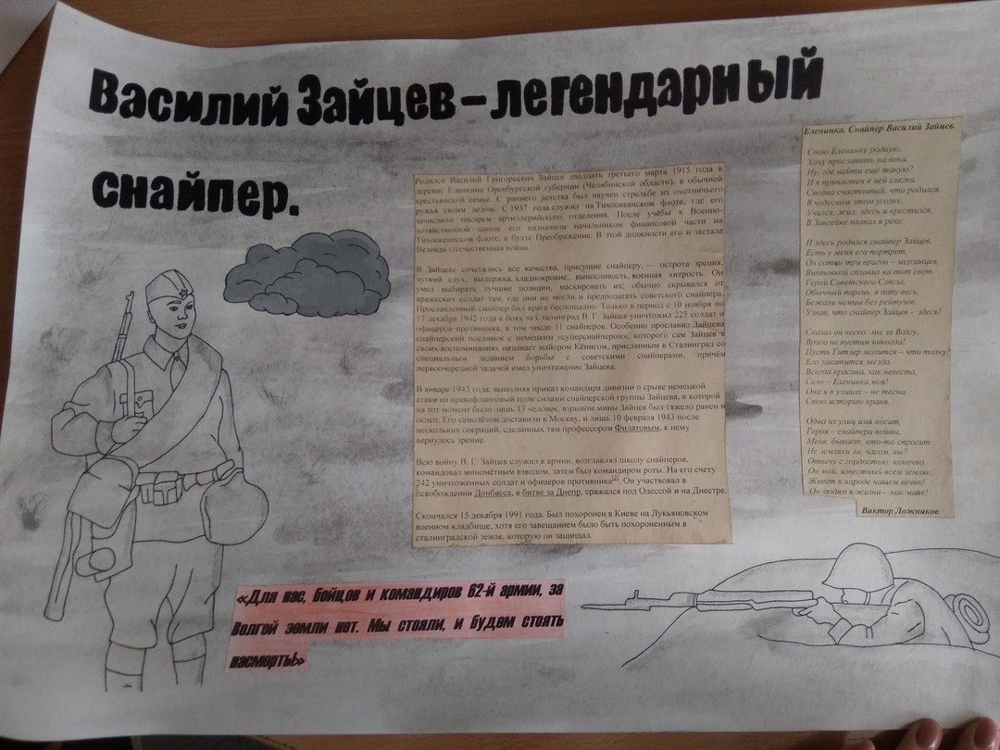 Василий Зайцев – легендарный
снайпер.
Родился Василий Григорьевич Зайцев двадцать третьего марта 1915 года в
деревне Еленинка Оренбургской губернии (Челябинской области), в обычной
крестьянской семье. С раннего детства был научен стрельбе из охотничьего
ружья своим дедом. С 1937 года служил на Тихоокеанском флоте, где его
зачислили писарем артиллерийского отделения. После учёбы в Военно-
хозяйственной школе его назначили начальником финансовой части на
Тихоокеанском флоте, в бухте Преображение. В этой должности его и застала
Великая Отечественная война.
В Зайцеве сочетались все качества, присущие снайперу, — острота зрения,
чуткий слух, выдержка, хладнокровие, выносливость, военная хитрость. Он
умел выбирать лучшие позиции, маскировать их; обычно скрывался от
вражеских солдат там, где они не могли и предполагать советского снайпера.
Прославленный снайпер бил врага беспощадно. Только в период с 10 ноября по
17 декабря 1942 года в боях за Сталинград В. Г. Зайцев уничтожил 225 солдат и
офицеров противника, в том числе 11 снайперов. Особенно прославил Зайцева
снайперский поединок с немецким «суперснайпером», которого сам Зайцев в
своих воспоминаниях называет майором Кёнигом, присланным в Сталинград со
специальным заданием борьбы с советскими снайперами, причём
первоочередной задачей имел уничтожение Зайцева.
В январе 1943 года, выполняя приказ командира дивизии о срыве немецкой
атаки на правофланговый полк силами снайперской группы Зайцева, в которой
на тот момент было лишь 13 человек, взрывом мины Зайцев был тяжело ранен и
ослеп. Его самолётом доставили в Москву, и лишь 10 февраля 1943 после
нескольких операций, сделанных там профессором Филатовым, к нему
вернулось зрение.
Всю войну В. Г. Зайцев служил в армии, возглавлял школу снайперов,
командовал миномётным взводом, затем был командиром роты. На его счету
242 уничтоженных солдат и офицеров противника[1]. Он участвовал в
освобождении Донбасса, в битве за Днепр, сражался под Одессой и на Днестре.
Скончался 15 декабря 1991 года. Был похоронен в Киеве на Лукьяновском
военном кладбище, хотя его завещанием было быть похороненным в
сталинградской земле, которую он защищал.
Еленинка. Снайпер Василий Зайцев.
Свою Еленинку родную,
Хочу прославить на века,
Ну, где найти ещё такую?
И я причастен к ней слегка.
Сполна счастливый, что родился,
В чудесном этом уголке,
Учился, жил, здесь и крестился,
В Зингейке плавал я реке.
И здесь родился снайпер Зайцев,
Есть у меня его портрет,
Он сотни три врагов – мерзавцев,
Винтовкой сплавил на тот свет.
Герой Советского Союза,
Обычный парень, в папу весь,
Бежали немцы без рейтузов,
Узнав, что снайпер Зайцев - здесь!
Сказал он веско: мы за Волгу,
Врага не пустим никогда!
Пусть Гитлер молится – что толку?
Его закатится звезда.
Всегда красива, как невеста,
Село – Еленинка моя!
Она и в улицах – не тесна,
Свою историю храня.
Одна из улиц имя носит,
Героя – снайпера войны,
Меня, бывает, кто-то спросит:
Не земляки ли, часом, вы?
Отвечу с гордостью: конечно,
Он мой, известный всем земляк,
Живёт в народе нашем вечно!
Он людям в жизни - как маяк!
Виктор Ложников
«Для нас, бойцов и командиров 62-й армии, за
Волгой земли нет. Мы стояли, и будем стоять
насмерть!»